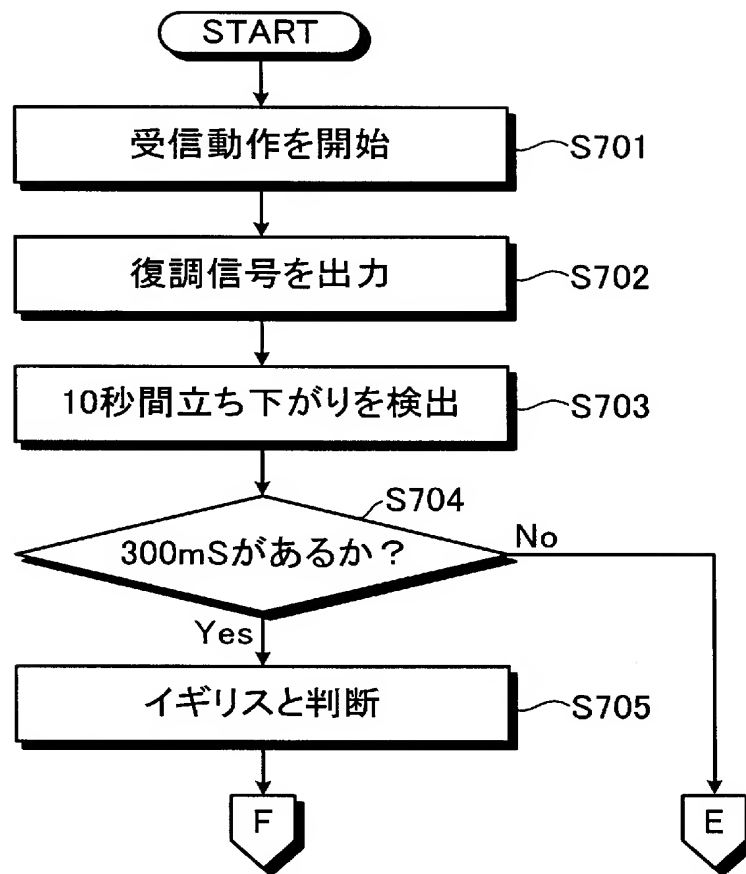 START
受信動作を開始
S701
復調信号を出力
S702
10秒間立ち下がりを検出
S703
S704
300mSがあるか？
No
Yes
イギリスと判断
S705
F
E